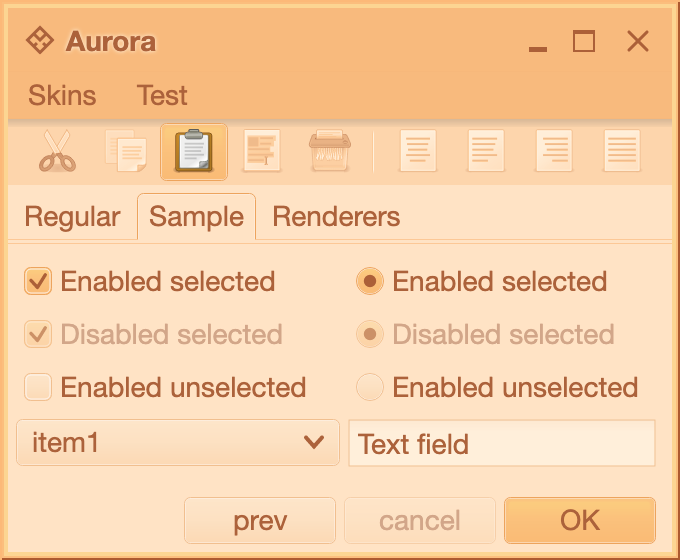 Aurora
Skins Test
Regular Sample Renderers
Enabled selected Enabled selected
Disabled selected Disabled selected
Enabled unselected Enabled unselected
item1 Text field
prev cancel OK